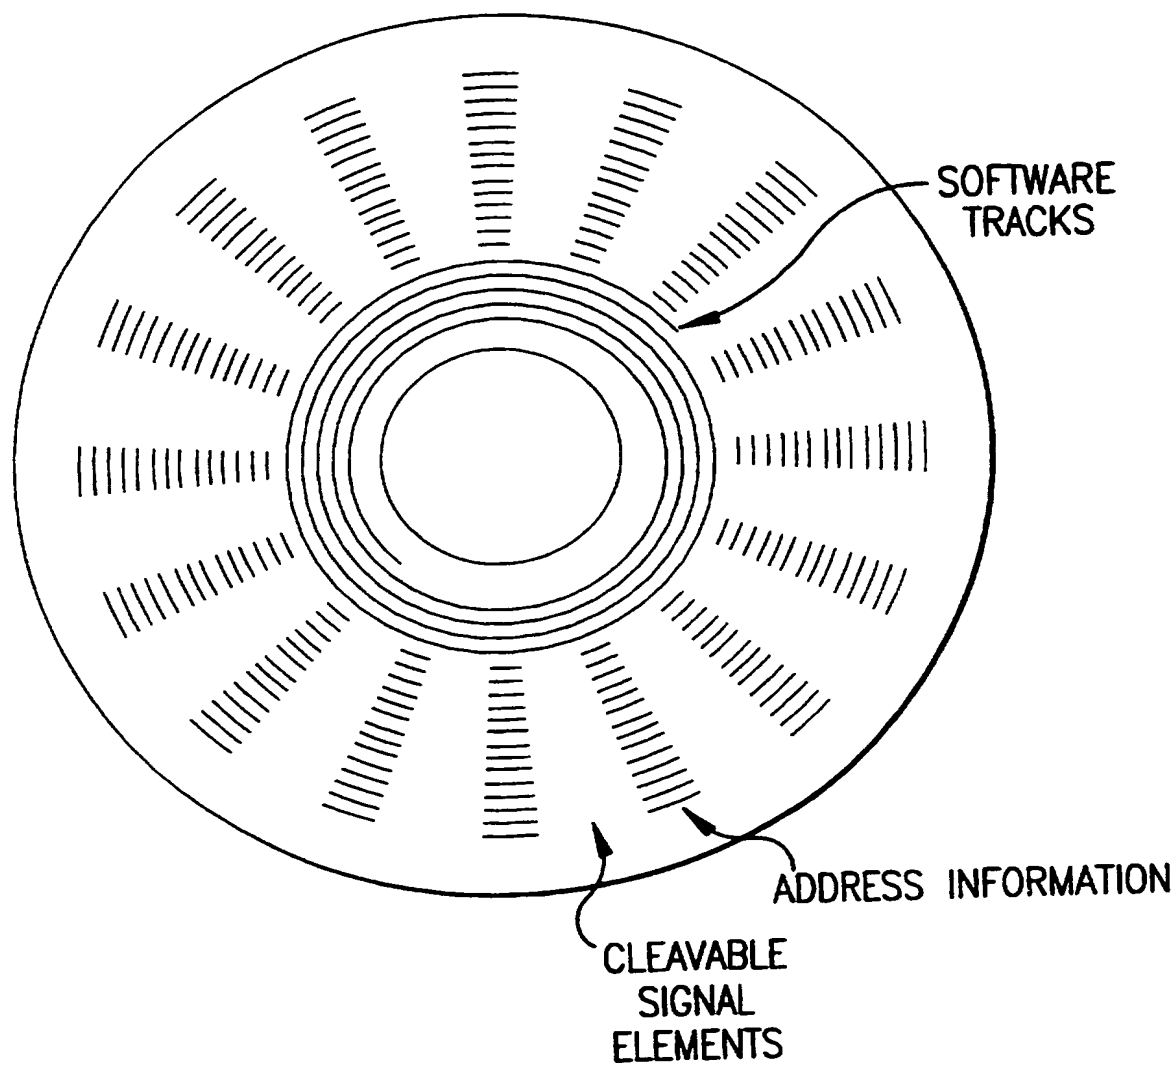 SOFTWARE
TRACKS
ADDRESS INFORMATION
CLEAVABLE
SIGNAL
ELEMENTS